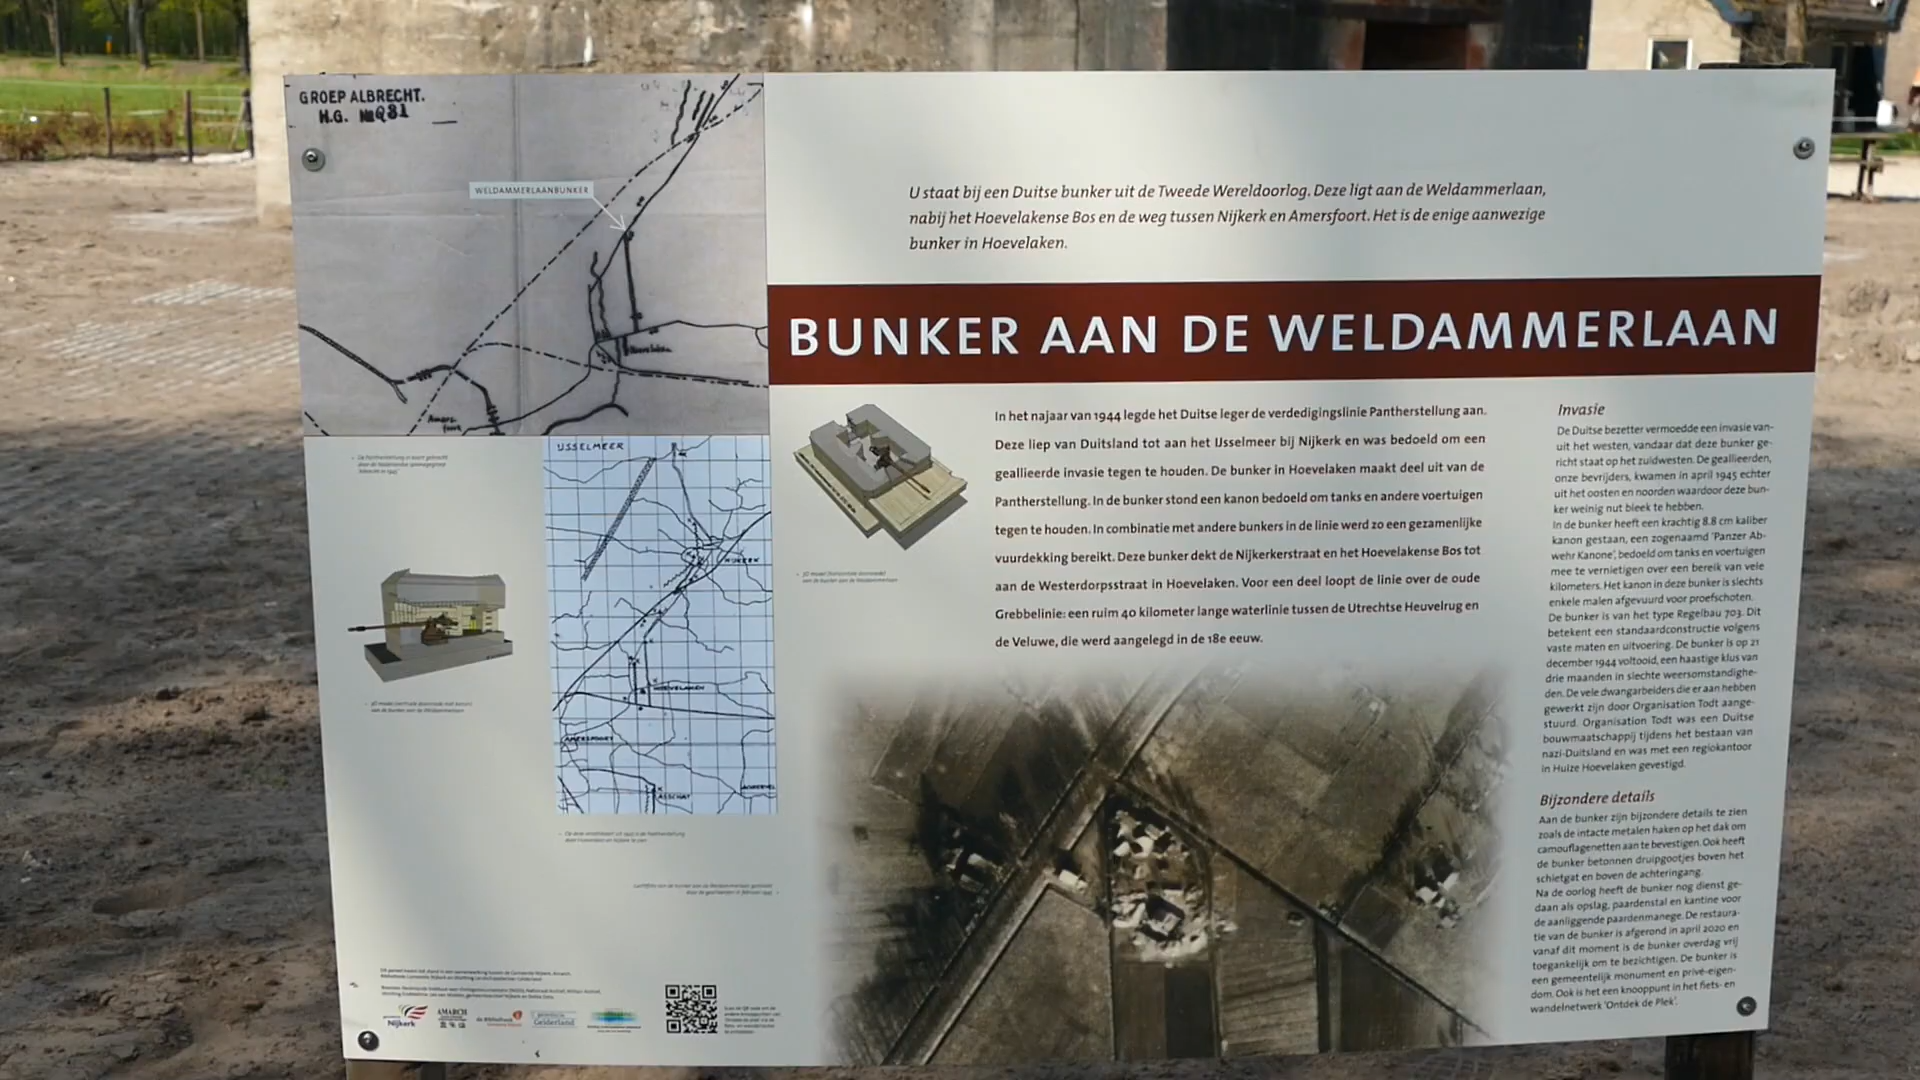 GROEP ALBRECHT.
H.G. № Q31
WELDAMMERLAANBUNKER
Amers-
foort
U staat bij een Duitse bunker uit de Tweede Wereldoorlog. Deze ligt aan de Weldammerlaan,
nabij het Hoevelakense Bos en de weg tussen Nijkerk en Amersfoort. Het is de enige aanwezige
bunker in Hoevelaken.
BUNKER AAN DE WELDAMMERLAAN
In het najaar van 1944 legde het Duitse leger de verdedigingslinie Pantherstellung aan.
Deze liep van Duitsland tot aan het IJsselmeer bij Nijkerk en was bedoeld om een
geallieerde invasie tegen te houden. De bunker in Hoevelaken maakt deel uit van de
Pantherstellung. In de bunker stond een kanon bedoeld om tanks en andere voertuigen
tegen te houden. In combinatie met andere bunkers in de linie werd zo een gezamenlijke
vuurdekking bereikt. Deze bunker dekt de Nijkerkerstraat en het Hoevelakense Bos tot
aan de Westerdorpsstraat in Hoevelaken. Voor een deel loopt de linie over de oude
Grebbelinie: een ruim 40 kilometer lange waterlinie tussen de Utrechtse Heuvelrug en
de Veluwe, die werd aangelegd in de 18e eeuw.
Invasie
De Duitse bezetter vermoedde een invasie van-
uit het westen, vandaar dat deze bunker ge-
richt staat op het zuidwesten. De geallieerden,
onze bevrijders, kwamen in april 1945 echter
uit het oosten en noorden waardoor deze bun-
ker weinig nut bleek te hebben.
In de bunker heeft een krachtig 8.8 cm kaliber
kanon gestaan, een zogenaamd 'Panzer Ab-
wehr Kanone', bedoeld om tanks en voertuigen
mee te vernietigen over een bereik van vele
kilometers. Het kanon in deze bunker is slechts
enkele malen afgevuurd voor proefschoten.
De bunker is van het type Regelbau 703. Dit
betekent een standaardconstructie volgens
vaste maten en uitvoering. De bunker is op 21
december 1944 voltooid, een haastige klus van
drie maanden in slechte weersomstandighe-
den. De vele dwangarbeiders die er aan hebben
gewerkt zijn door Organisation Todt aange-
stuurd. Organisation Todt was een Duitse
bouwmaatschappij tijdens het bestaan van
nazi-Duitsland en was met een regiokantoor
in Huize Hoevelaken gevestigd.
Bijzondere details
Aan de bunker zijn bijzondere details te zien
zoals de intacte metalen haken op het dak om
camouflagenetten aan te bevestigen. Ook heeft
de bunker betonnen druipgootjes boven het
schietgat en boven de achteringang.
Na de oorlog heeft de bunker nog dienst ge-
daan als opslag, paardenstal en kantine voor
de aanliggende paardenmanege. De restaura-
tie van de bunker is afgerond in april 2020 en
vanaf dit moment is de bunker overdag vrij
toegankelijk om te bezichtigen. De bunker is
een gemeentelijk monument en privé-eigen-
dom. Ook is het een knooppunt in het fiets- en
wandelnetwerk 'Ontdek de Plek'.
IJSSELMEER
NIJKERK
HOEVELAKEN
AMERSFOORT
ASSCHAT
ACHTERVELD
Nijkerk
AMARCH
de Bibliotheek
provincie
Gelderland